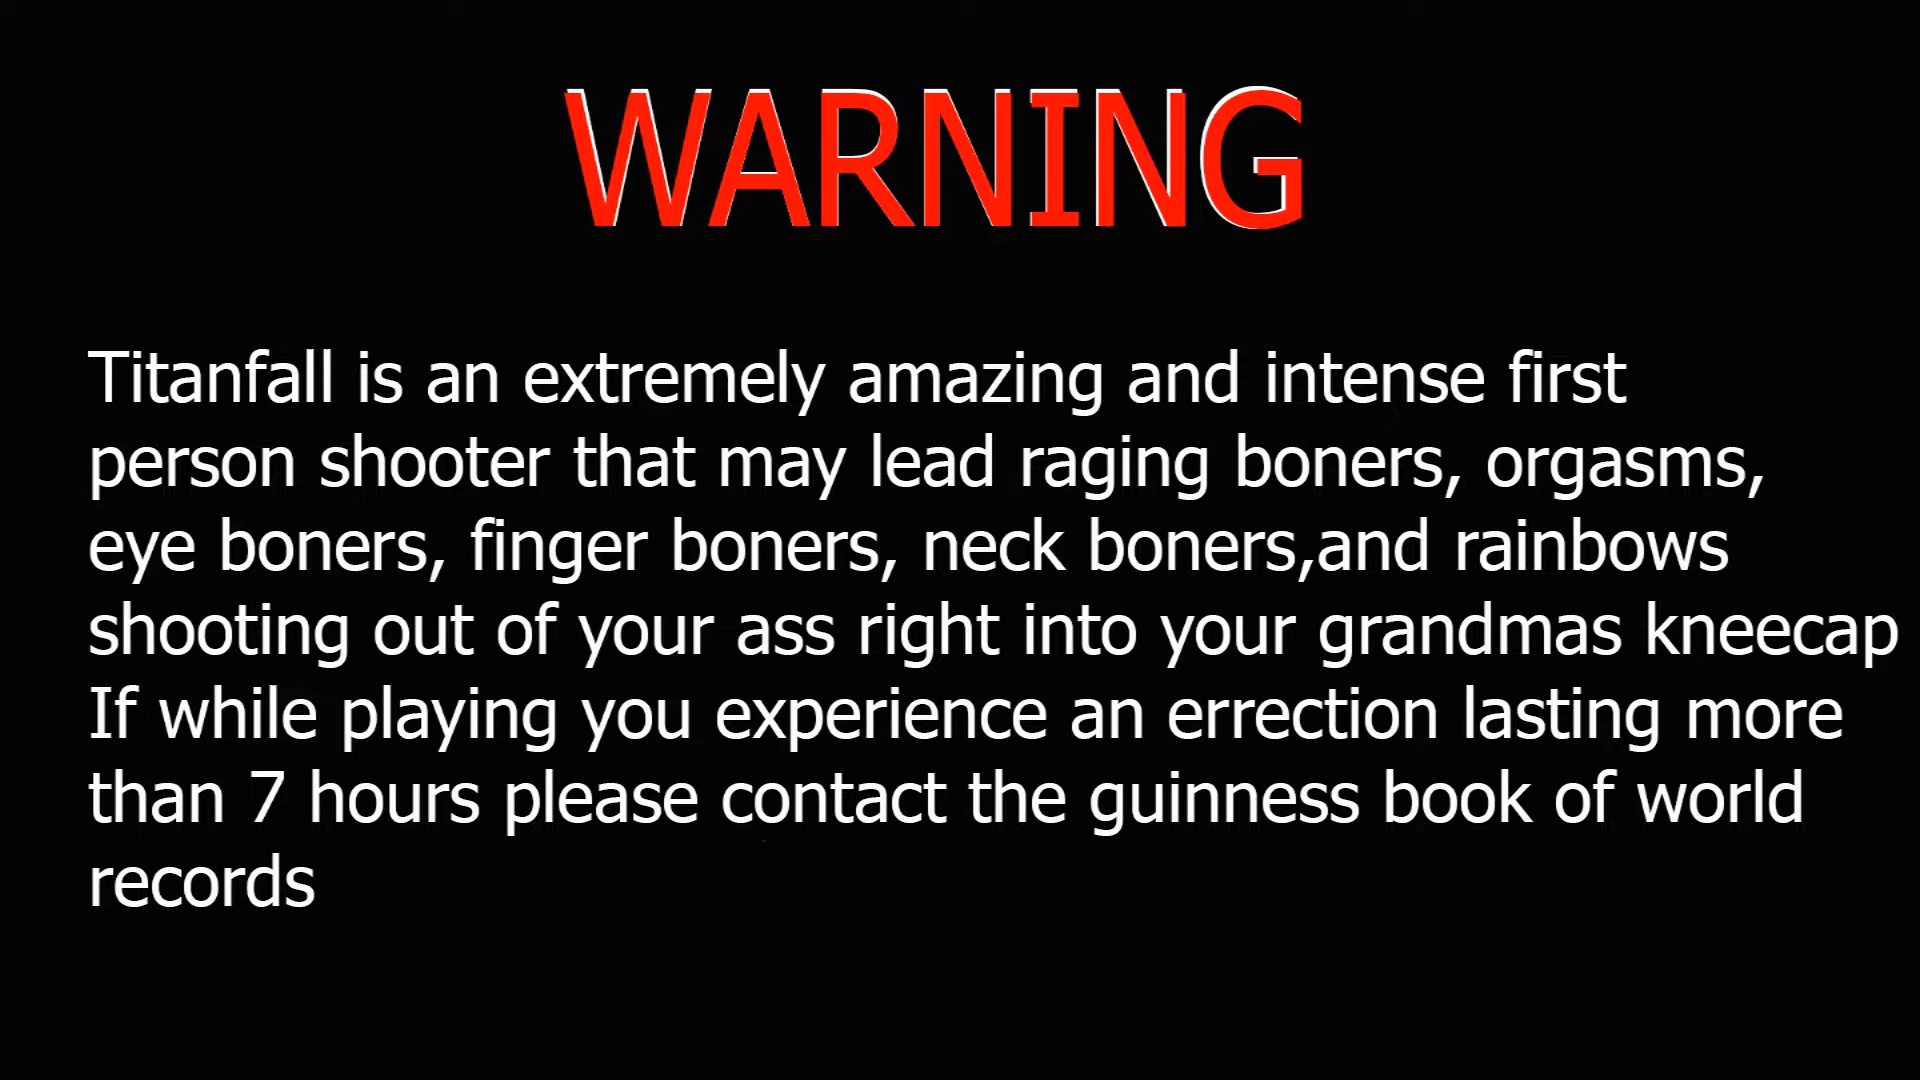 WARNING
Titanfall is an extremely amazing and intense first
person shooter that may lead raging boners, orgasms,
eye boners, finger boners, neck boners,and rainbows
shooting out of your ass right into your grandmas kneecap
If while playing you experience an errection lasting more
than 7 hours please contact the guinness book of world
records